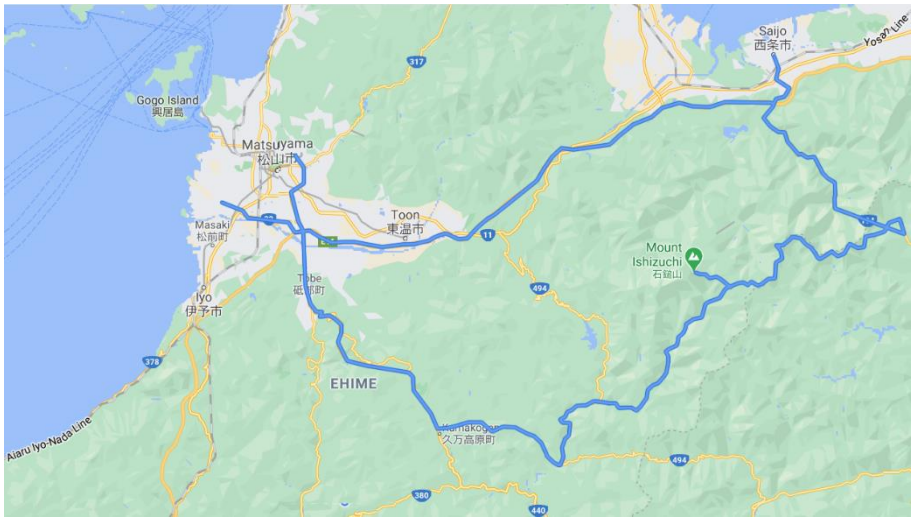 Saijo
西条市
Yosan Line
317
Gogo Island
興居島
Matsuyama
松山市
Toon
東温市
Masaki
松前町
33
11
Mount
Ishizuchi
石鎚山
Tobe
砥部町
Iyo
伊予市
494
378
EHIME
Kumakogen
久万高原町
Aiaru Iyo-Nada Line
494
380
440